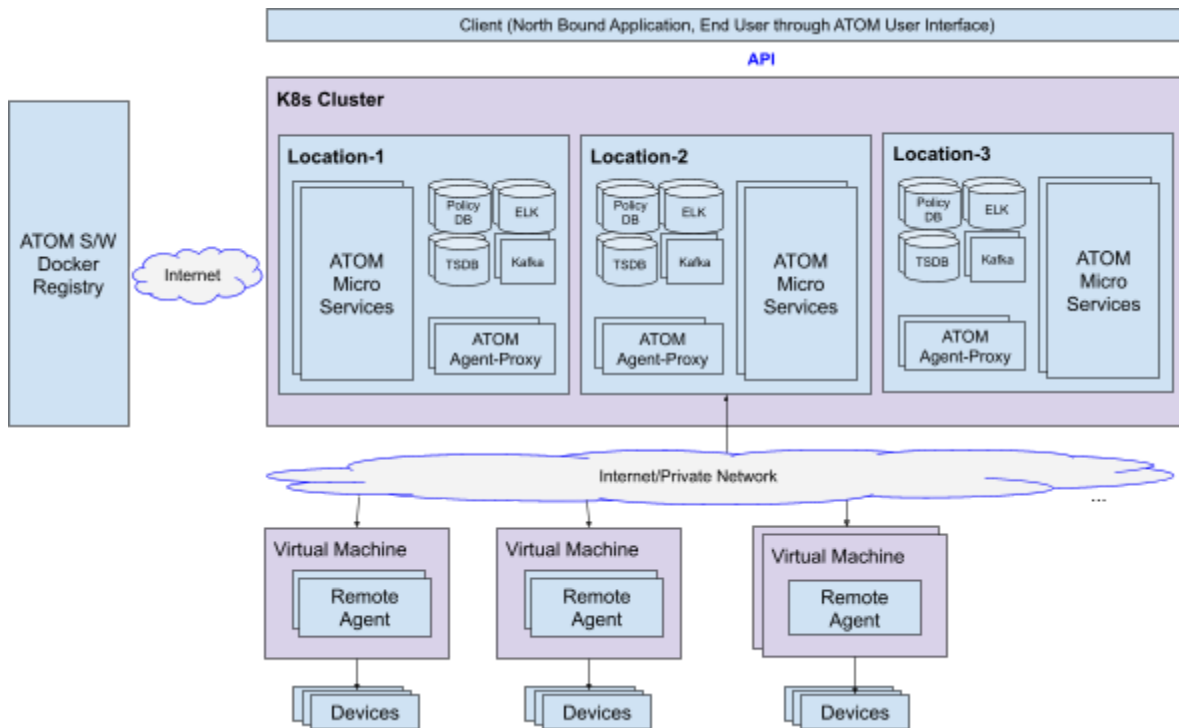 Client (North Bound Application, End User through ATOM User Interface)
API
K8s Cluster
ATOM S/W
Docker
Registry
Internet
Location-1
ATOM
Micro
Services
Policy
DB
ELK
TSDB
Kafka
ATOM
Agent-Proxy
Location-2
Policy
DB
ELK
TSDB
Kafka
ATOM
Agent-Proxy
ATOM
Micro
Services
Location-3
Policy
DB
ELK
TSDB
Kafka
ATOM
Agent-Proxy
ATOM
Micro
Services
Internet/Private Network
...
Virtual Machine
Remote
Agent
Devices
Virtual Machine
Remote
Agent
Devices
Virtual Machine
Remote
Agent
Devices